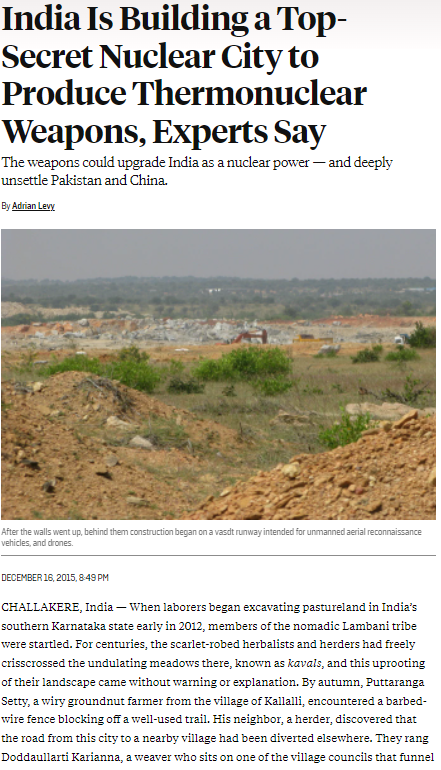 India Is Building a Top-
Secret Nuclear City to
Produce Thermonuclear
Weapons, Experts Say
The weapons could upgrade India as a nuclear power — and deeply
unsettle Pakistan and China.
By Adrian Levy
After the walls went up, behind them construction began on a vasdt runway intended for unmanned aerial reconnaissance
vehicles, and drones.
DECEMBER 16, 2015, 8:49 PM
CHALLAKERE, India — When laborers began excavating pastureland in India's
southern Karnataka state early in 2012, members of the nomadic Lambani tribe
were startled. For centuries, the scarlet-robed herbalists and herders had freely
crisscrossed the undulating meadows there, known as kavals, and this uprooting
of their landscape came without warning or explanation. By autumn, Puttaranga
Setty, a wiry groundnut farmer from the village of Kallalli, encountered a barbed-
wire fence blocking off a well-used trail. His neighbor, a herder, discovered that
the road from this city to a nearby village had been diverted elsewhere. They rang
Doddaullarti Karianna, a weaver who sits on one of the village councils that funnel